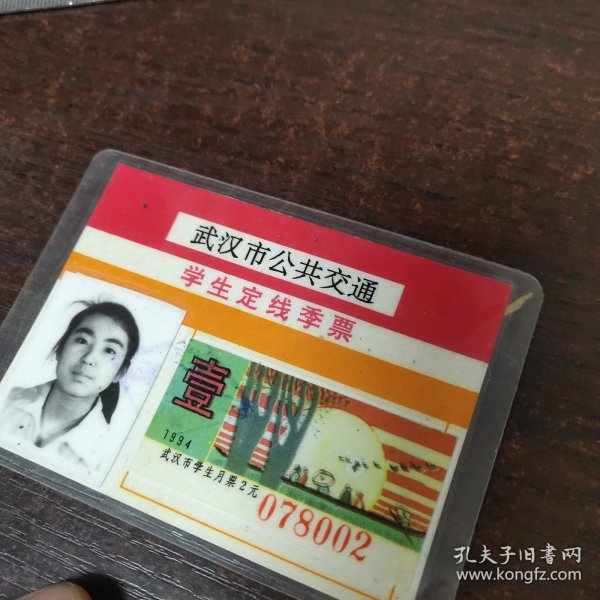 武汉市公共交通
学生定线季票
壹
1994
武汉市学生月票2元
078002
孔夫子旧书网
www.kongfz.com